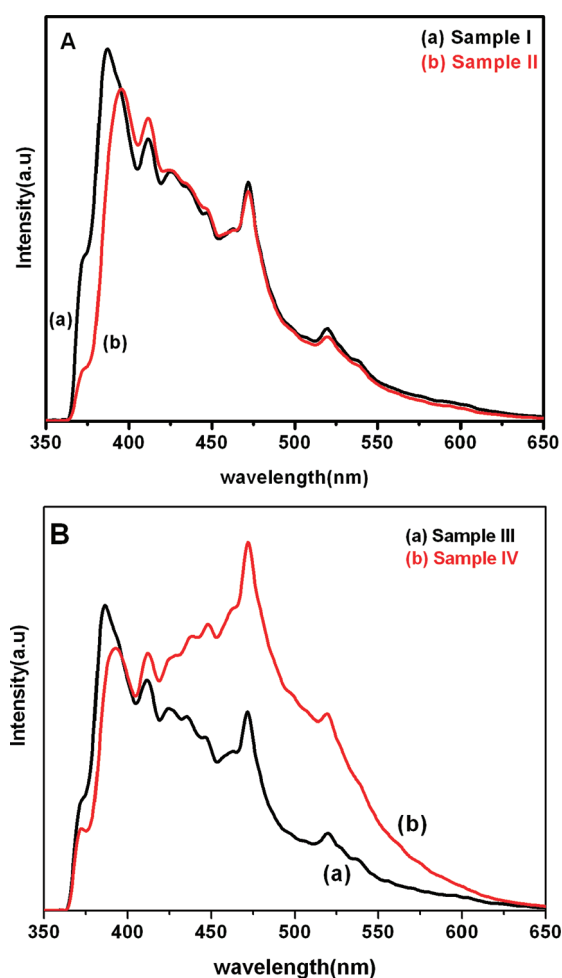 A
(a) Sample I
(b) Sample II
Intensity(a.u)
(a)
(b)
350 400 450 500 550 600 650
wavelength(nm)
B
(a) Sample III
(b) Sample IV
Intensity(a.u)
(b)
(a)
350 400 450 500 550 600 650
wavelength(nm)